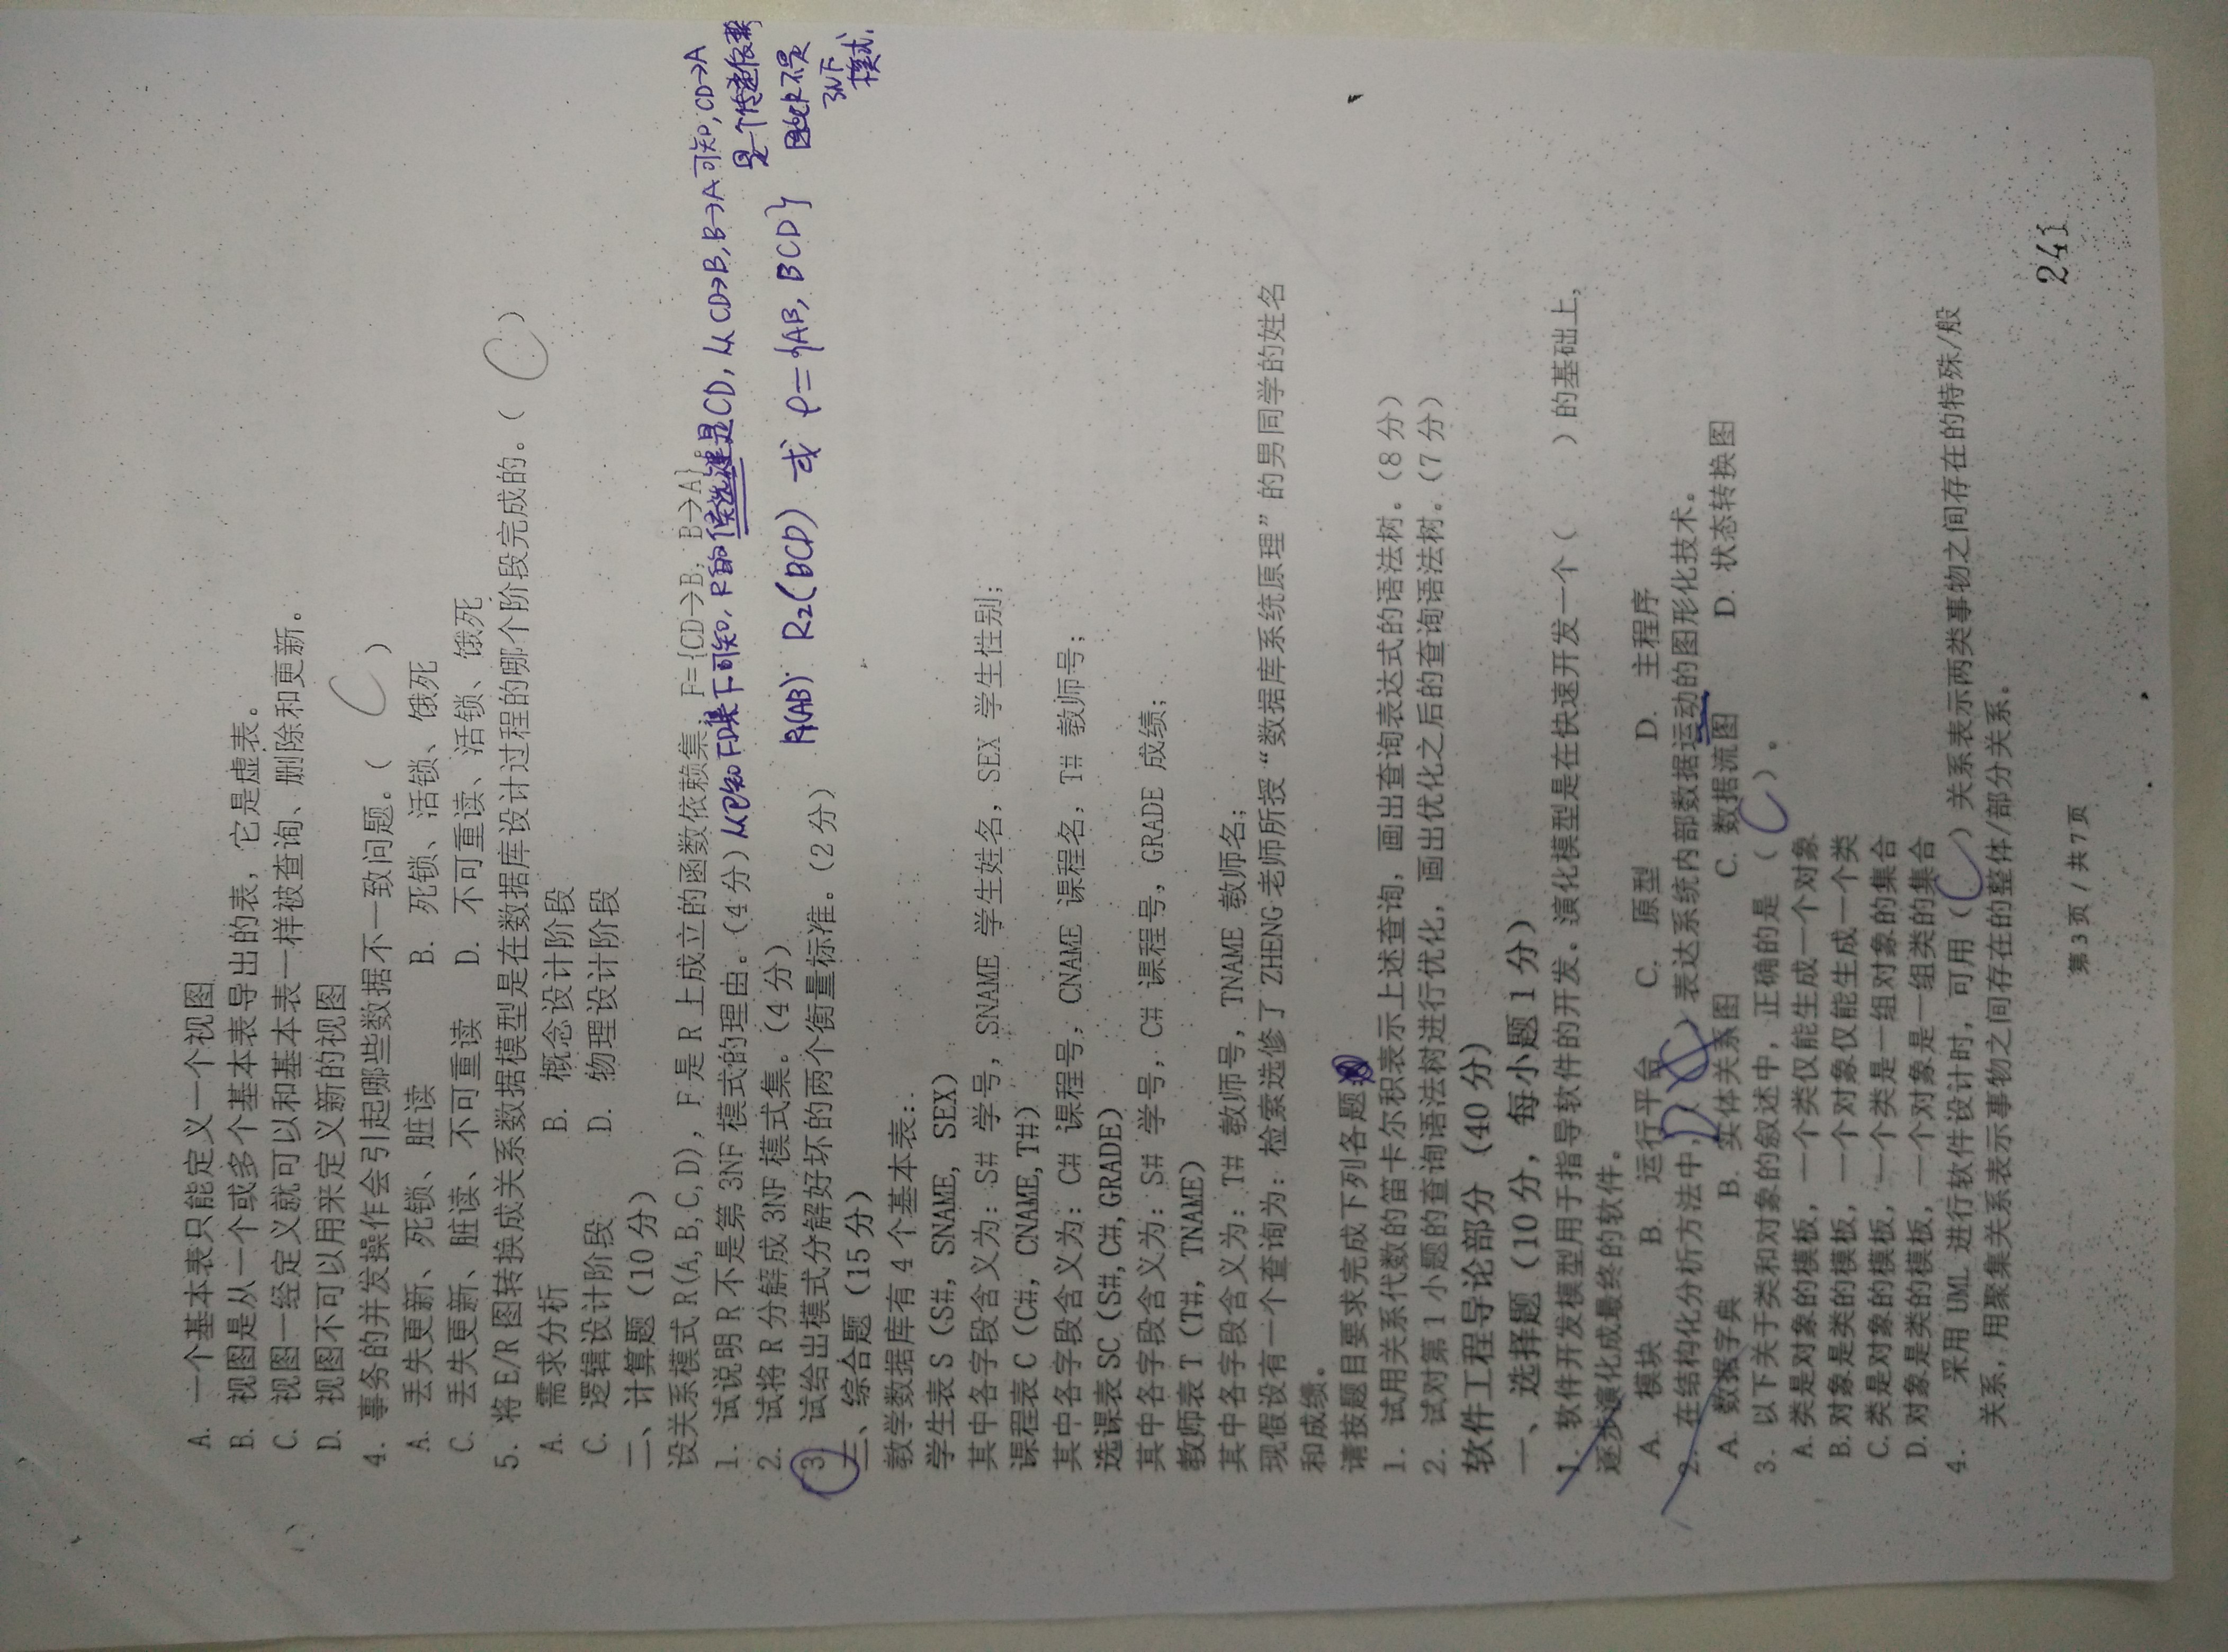 A. 一个基本表只能定义一个视图
B. 视图是从一个或多个基本表导出的表，它是虚表。
C. 视图一经定义就可以和基本表一样被查询、删除和更新。
D. 视图不可以用来定义新的视图
4. 事务的并发操作会引起哪些数据不一致问题。（ C ）
A. 丢失更新、死锁、脏读 B. 死锁、活锁、饿死
C. 丢失更新、脏读、不可重读 D. 不可重读、活锁、饿死
5. 将 E/R 图转换成关系数据模型是在数据库设计过程的哪个阶段完成的。（ C ）
A. 需求分析 B. 概念设计阶段
C. 逻辑设计阶段 D. 物理设计阶段
二、计算题（10 分）
设关系模式 R(A, B, C, D)，F 是 R 上成立的函数依赖集，F={CD→B, B→A}。
1. 试说明 R 不是第 3NF 模式的理由。（4 分）从已知FD集下可知，R的候选键是CD，从CD→B,B→A可知，CD→A
是一个传递依赖
因此R不是
3NF
模式.
2. 试将 R 分解成 3NF 模式集。（4 分） R1(AB) R2(BCD) 或 ρ={AB, BCD}
3 试给出模式分解好坏的两个衡量标准。（2 分）
三、综合题（15 分）
教学数据库有 4 个基本表：
学生表 S（S#, SNAME, SEX）
其中各字段含义为：S# 学号，SNAME 学生姓名，SEX 学生性别；
课程表 C（C#, CNAME, T#）
其中各字段含义为：C# 课程号，CNAME 课程名，T# 教师号；
选课表 SC（S#, C#, GRADE）
其中各字段含义为：S# 学号，C# 课程号，GRADE 成绩；
教师表 T（T#, TNAME）
其中各字段含义为：T# 教师号，TNAME 教师名；
现假设有一个查询为：检索选修了 ZHENG 老师所授“数据库系统原理”的男同学的姓名
和成绩。
请按题目要求完成下列各题
1. 试用关系代数的笛卡尔积表示上述查询，画出查询表达式的语法树。（8 分）
2. 试对第 1 小题的查询语法树进行优化，画出优化之后的查询语法树。（7 分）
软件工程导论部分（40 分）
一、选择题（10 分，每小题 1 分）
1. 软件开发模型用于指导软件的开发。演化模型是在快速开发一个（ ）的基础上，
逐步演化成最终的软件。
A. 模块 B. 运行平台 C. 原型 D. 主程序
2. 在结构化分析方法中（ D ）表达系统内部数据运动的图形化技术。
A. 数据字典 B. 实体关系图 C. 数据流图 D. 状态转换图
3. 以下关于类和对象的叙述中，正确的是（ C ）。
A. 类是对象的模板，一个类仅能生成一个对象
B. 对象是类的模板，一个对象仅能生成一个类
C. 类是对象的模板，一个类是一组对象的集合
D. 对象是类的模板，一个对象是一组类的集合
4. 采用 UML 进行软件设计时，可用（ C ）关系表示两类事物之间存在的特殊/一般
关系，用聚集关系表示事物之间存在的整体/部分关系。
第 3 页 / 共 7 页
241